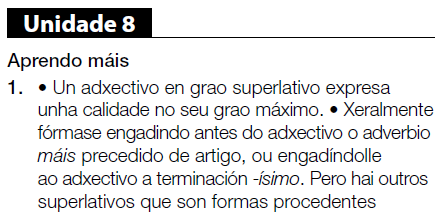 Unidade 8
Aprendo máis
1. • Un adxectivo en grao superlativo expresa
unha calidade no seu grao máximo. • Xeralmente
fórmase engadindo antes do adxectivo o adverbio
máis precedido de artigo, ou engadíndolle
ao adxectivo a terminación -ísimo. Pero hai outros
superlativos que son formas procedentes